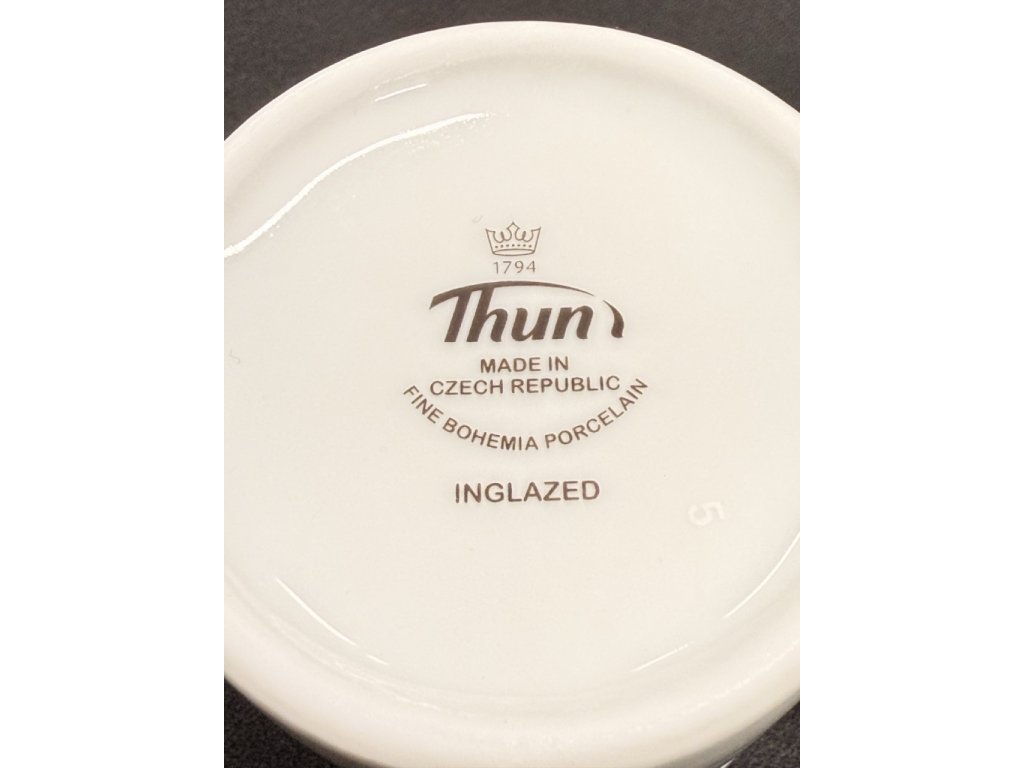 1794
Thun
MADE IN
CZECH REPUBLIC
FINE BOHEMIA PORCELAIN
INGLAZED
5